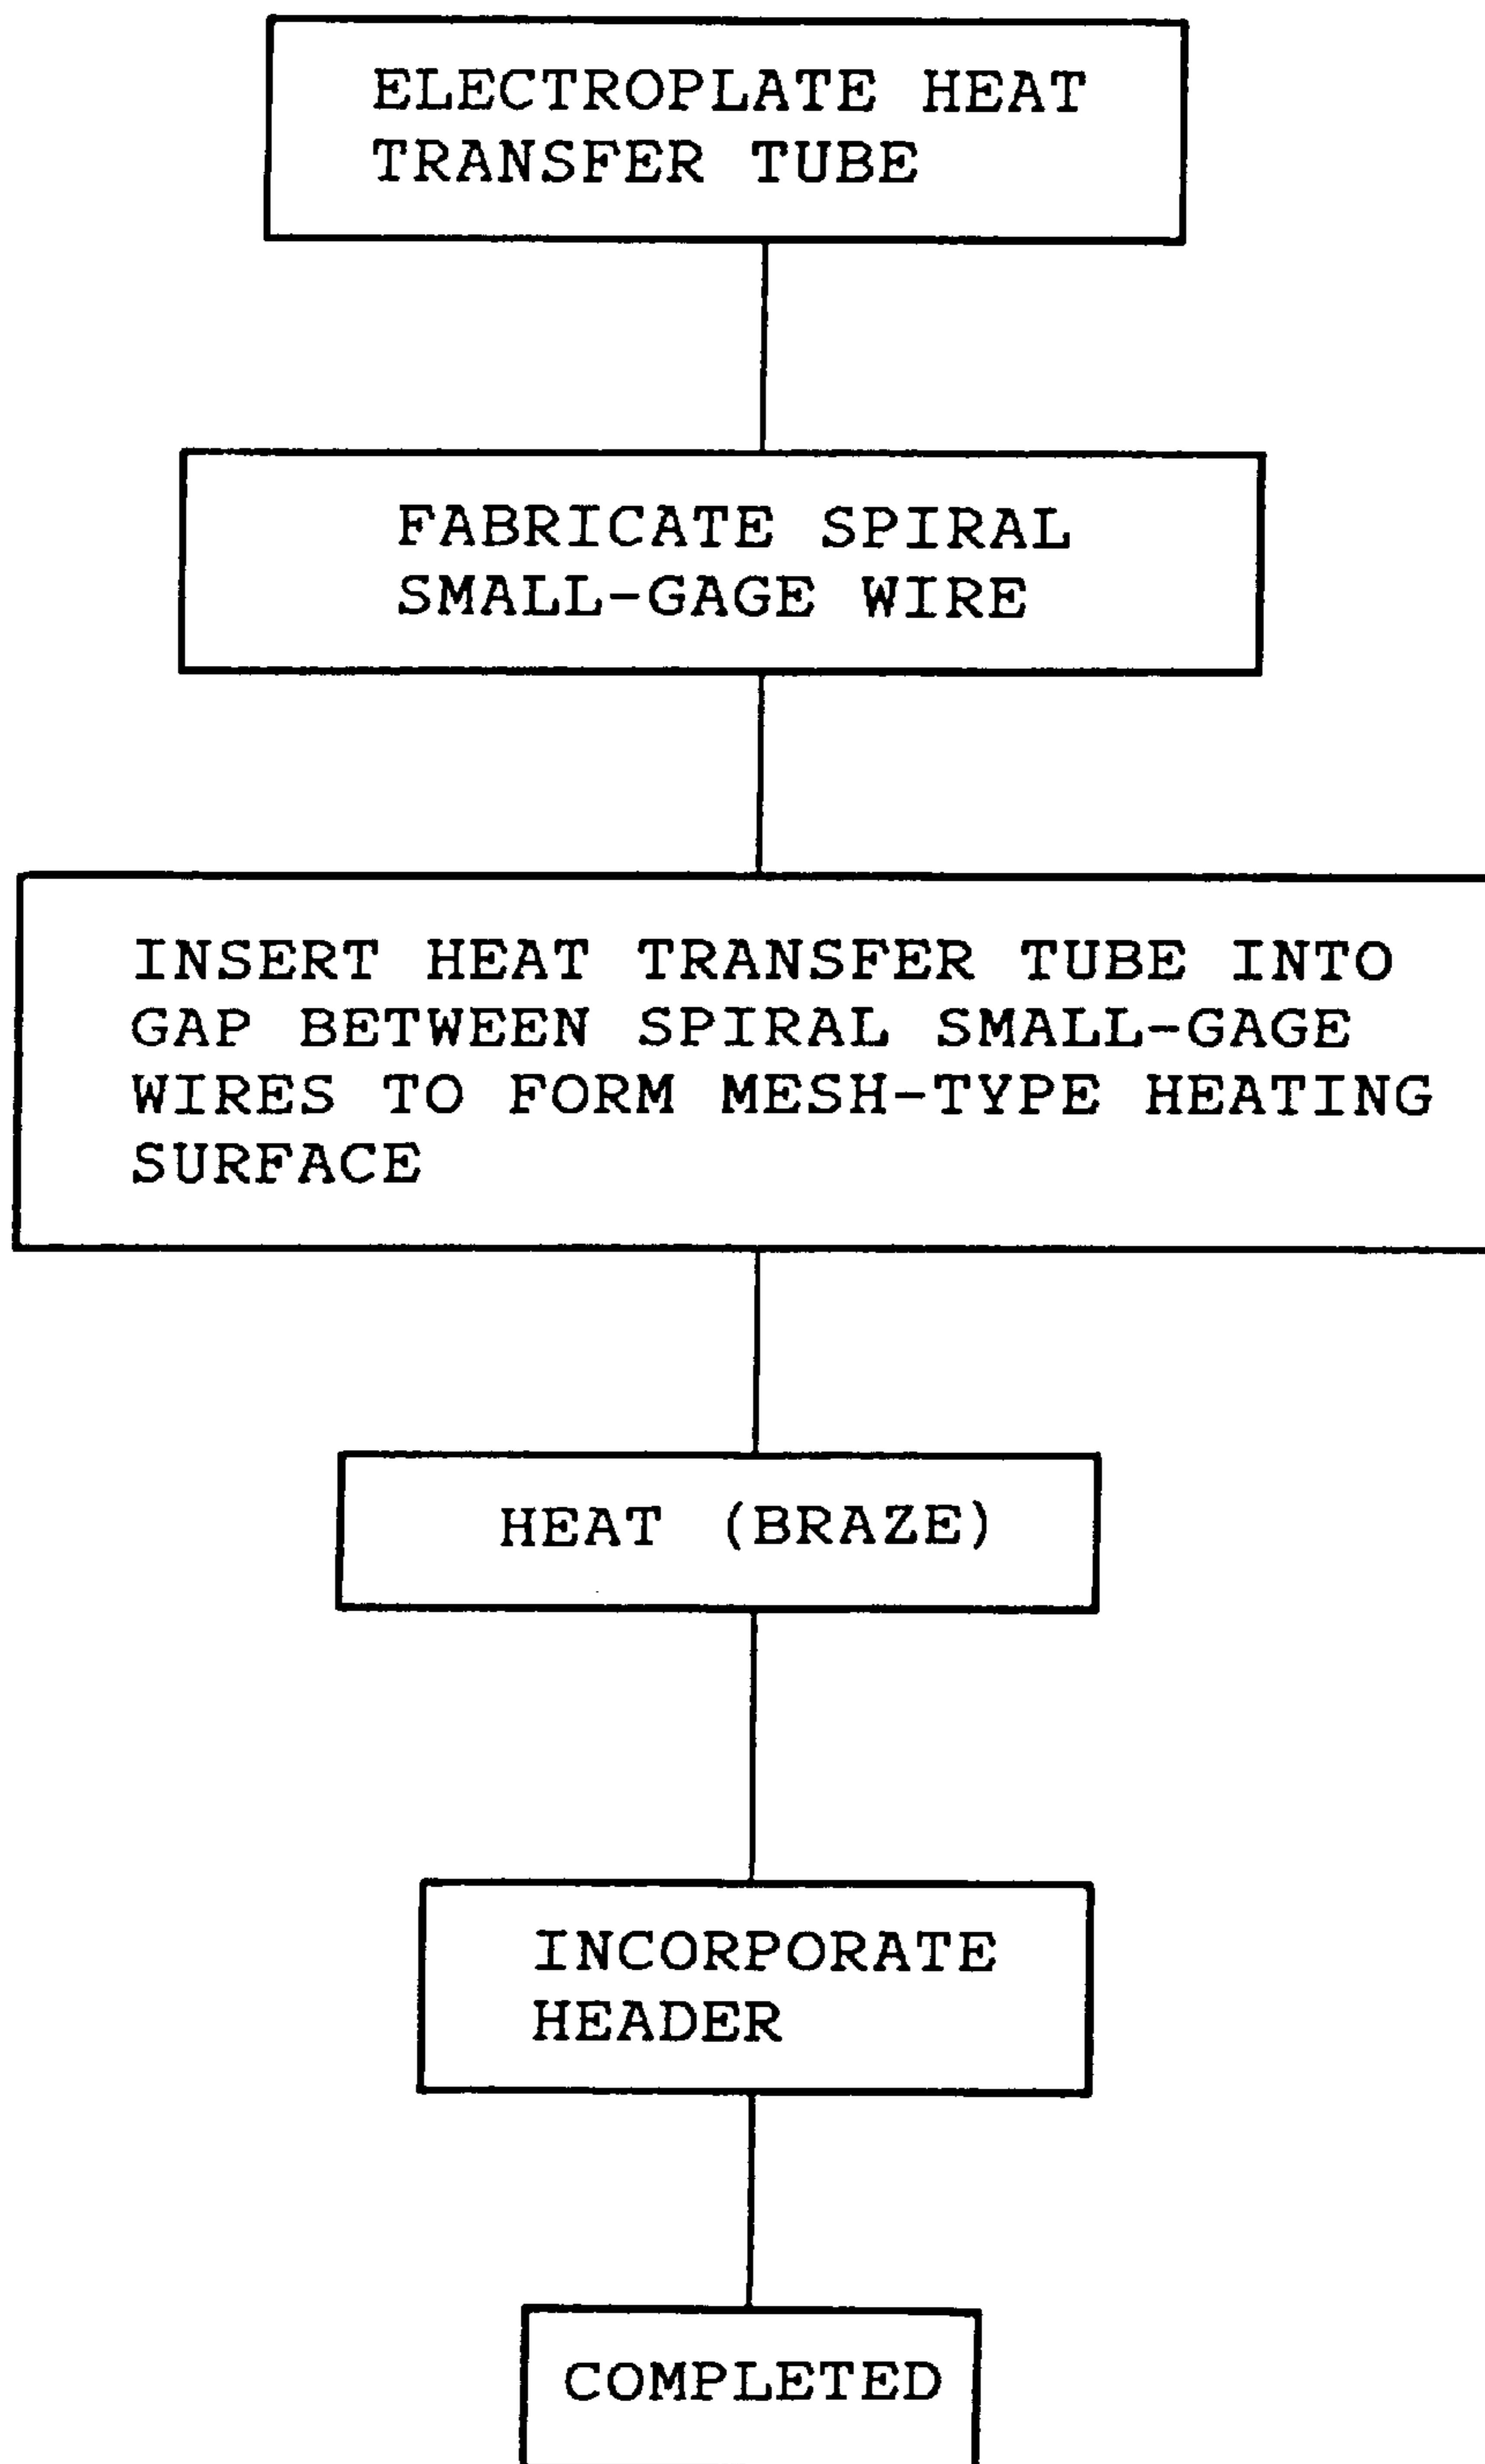 ELECTROPLATE HEAT
TRANSFER TUBE
FABRICATE SPIRAL
SMALL-GAGE WIRE
INSERT HEAT TRANSFER TUBE INTO
GAP BETWEEN SPIRAL SMALL-GAGE
WIRES TO FORM MESH-TYPE HEATING
SURFACE
HEAT (BRAZE)
INCORPORATE
HEADER
COMPLETED